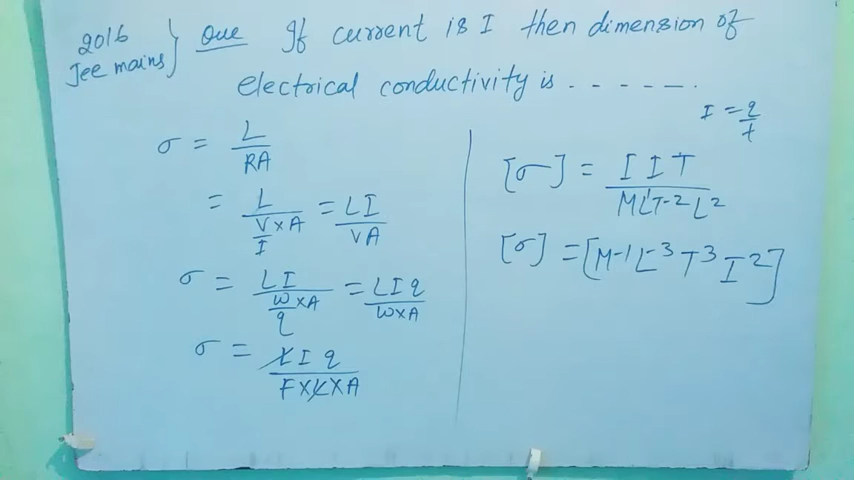 2016
Jee mains} Que If current is I then dimension of
electrical conductivity is - - - - - -.
σ = L/RA
= L/(V/I × A) = LI/VA
σ = LI/(W/q × A) = LIq/(W×A)
σ = LIq/(F×L×A)
I = q/t
[σ] = I I T/(M L¹ T⁻² L²)
[σ] = [M⁻¹ L⁻³ T³ I²]